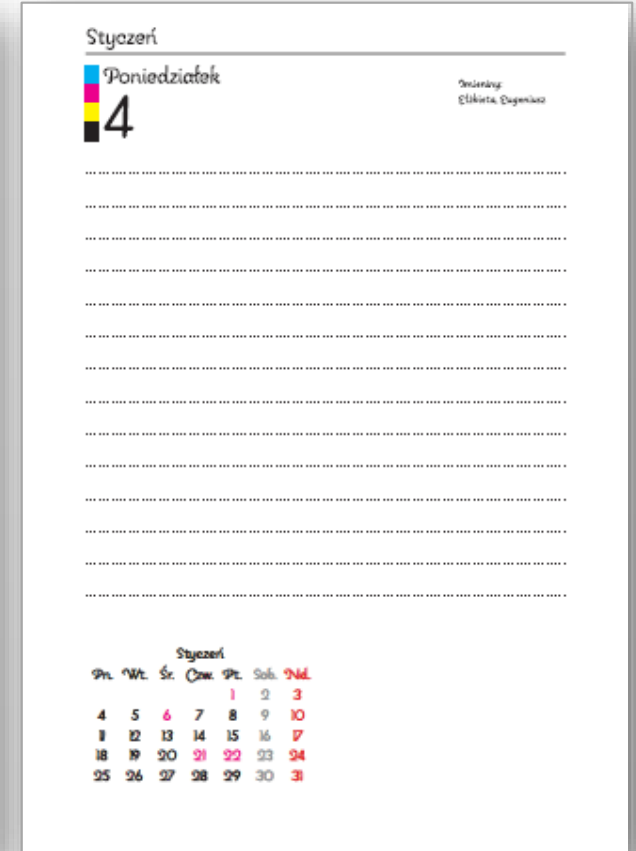 Styczeń
Poniedziałek
4
Imieniny:
Elżbieta, Eugeniusz
Styczeń
Pn. Wt. Śr. Czw. Pt. Sob. Nid.
1 2 3
4 5 6 7 8 9 10
11 12 13 14 15 16 17
18 19 20 21 22 23 24
25 26 27 28 29 30 31